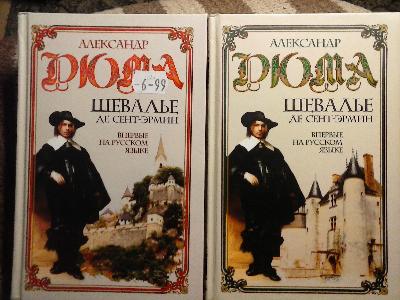 АЛЕКСАНДР
ДЮМА
-6-99
ШЕВАЛЬЕ
ДЕ СЕНТ-ЭРМИН
ВПЕРВЫЕ
НА РУССКОМ
ЯЗЫКЕ
АЛЕКСАНДР
ДЮМА
ШЕВАЛЬЕ
ДЕ СЕНТ-ЭРМИН
ВПЕРВЫЕ
НА РУССКОМ
ЯЗЫКЕ